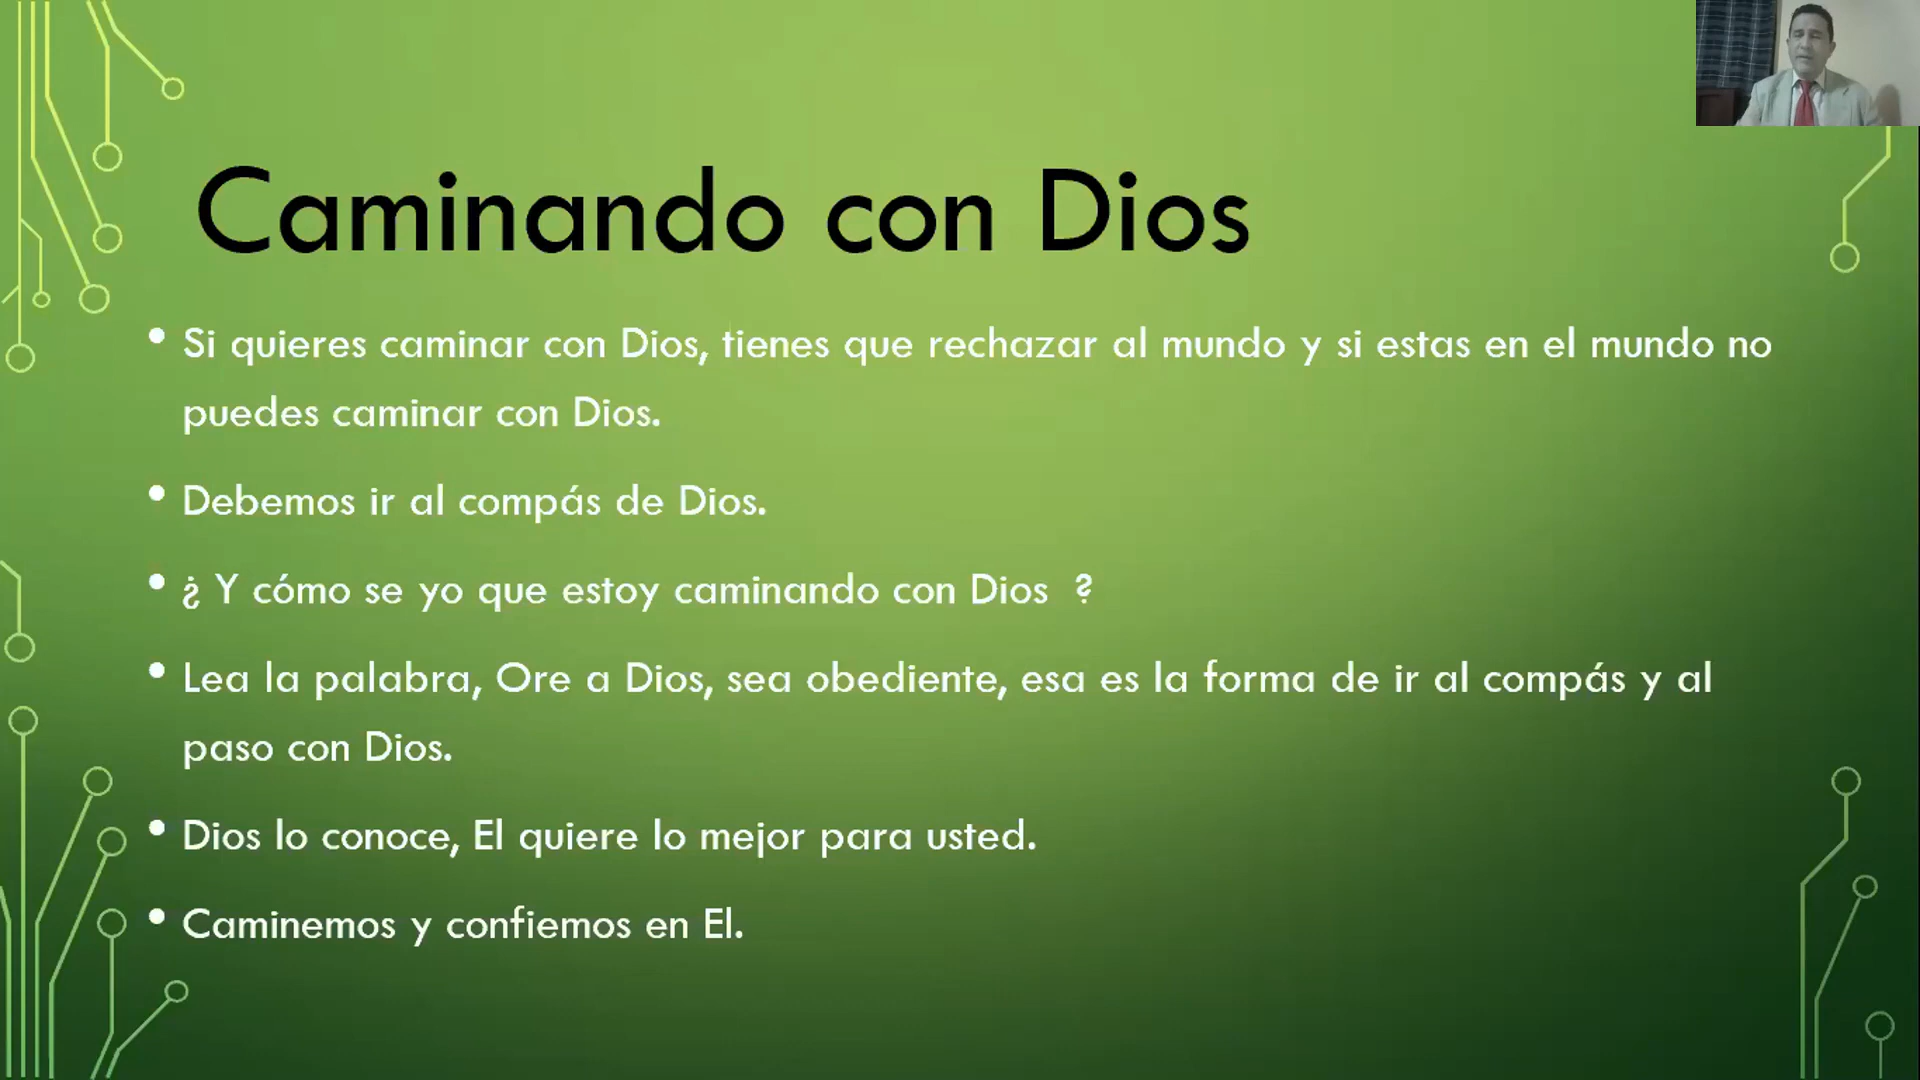 Caminando con Dios
• Si quieres caminar con Dios, tienes que rechazar al mundo y si estas en el mundo no
puedes caminar con Dios.
• Debemos ir al compás de Dios.
• ¿ Y cómo se yo que estoy caminando con Dios  ?
• Lea la palabra, Ore a Dios, sea obediente, esa es la forma de ir al compás y al
paso con Dios.
• Dios lo conoce, El quiere lo mejor para usted.
• Caminemos y confiemos en El.